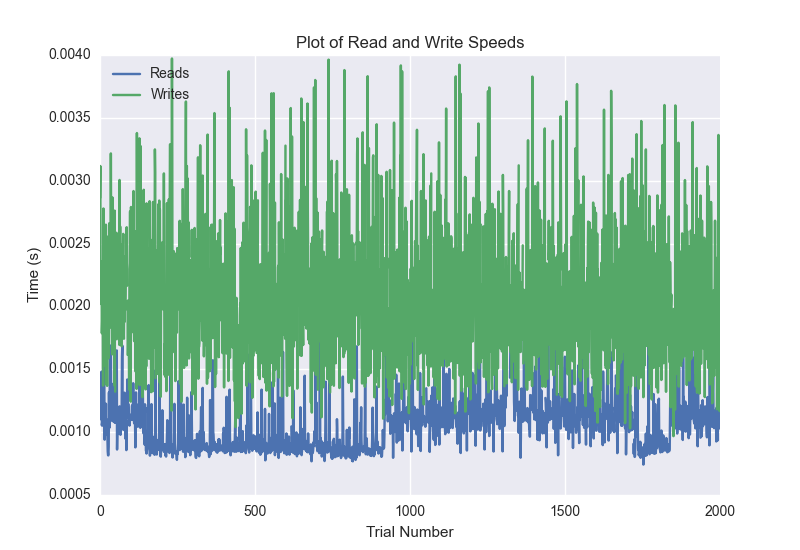 Plot of Read and Write Speeds
Reads
Writes
0.0040
0.0035
0.0030
0.0025
0.0020
0.0015
0.0010
0.0005
Time (s)
0
500
1000
1500
2000
Trial Number